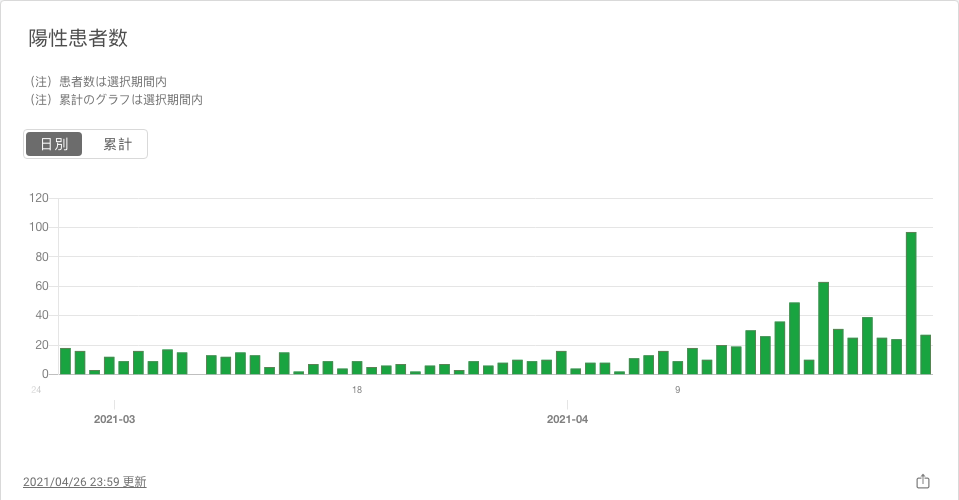 陽性患者数
（注）患者数は選択期間内
（注）累計のグラフは選択期間内
日別 累計
120
100
80
60
40
20
0
24 18 9
2021-03 2021-04
2021/04/26 23:59 更新